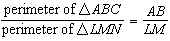 perimeter of △ABC / perimeter of △LMN = AB / LM